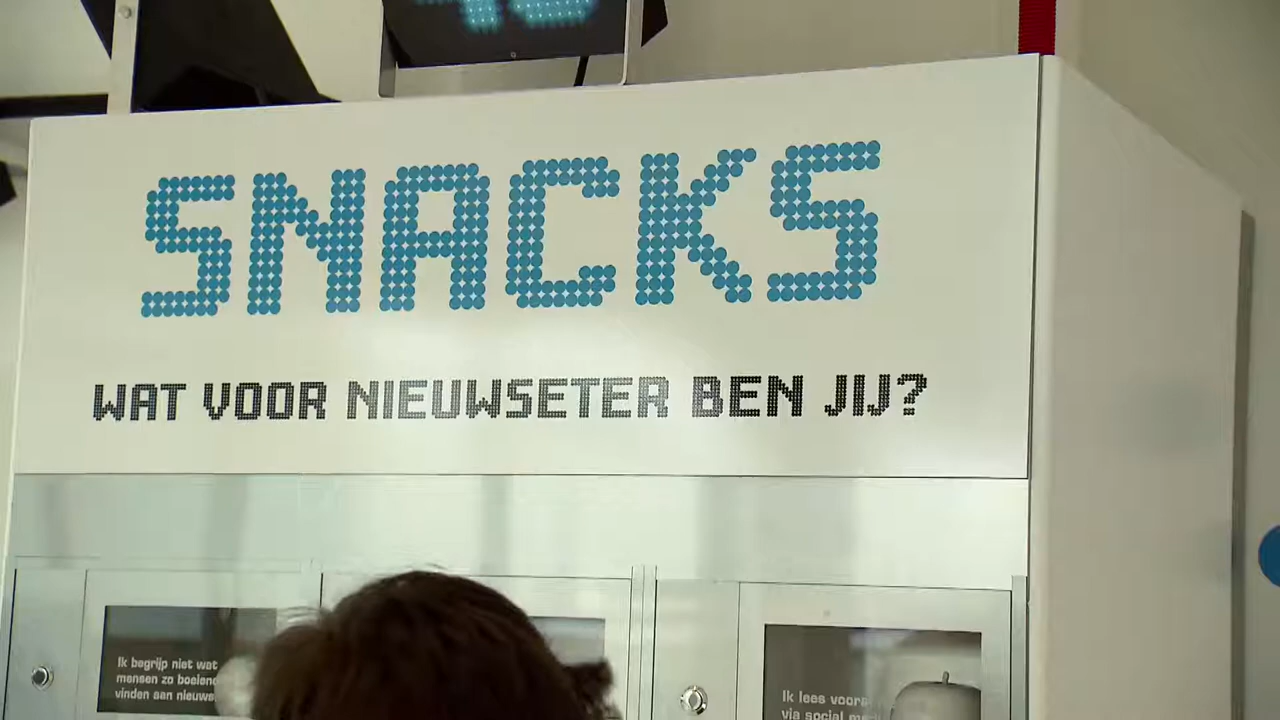 SNACKS
WAT VOOR NIEUWSETER BEN JIJ?
Ik begrijp niet wat
mensen zo boeiend
vinden aan nieuws
Ik lees
via social